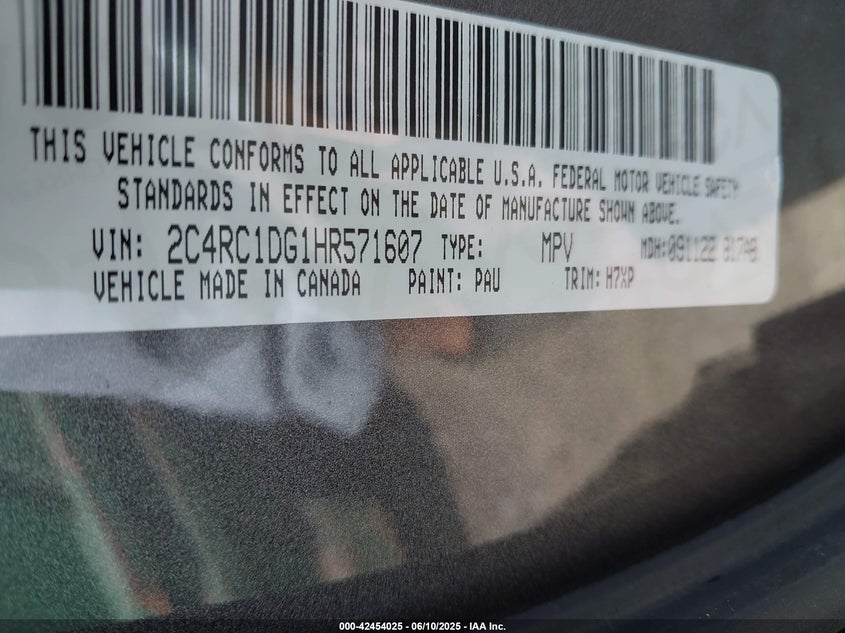 THIS VEHICLE CONFORMS TO ALL APPLICABLE U.S.A. FEDERAL MOTOR VEHICLE SAFETY
STANDARDS IN EFFECT ON THE DATE OF MANUFACTURE SHOWN ABOVE.
VIN: 2C4RC1DG1HR571607 TYPE: MPV MDH:091122
VEHICLE MADE IN CANADA PAINT: PAU TRIM: H7XP
000-42454025 - 06/10/2025 - IAA Inc.